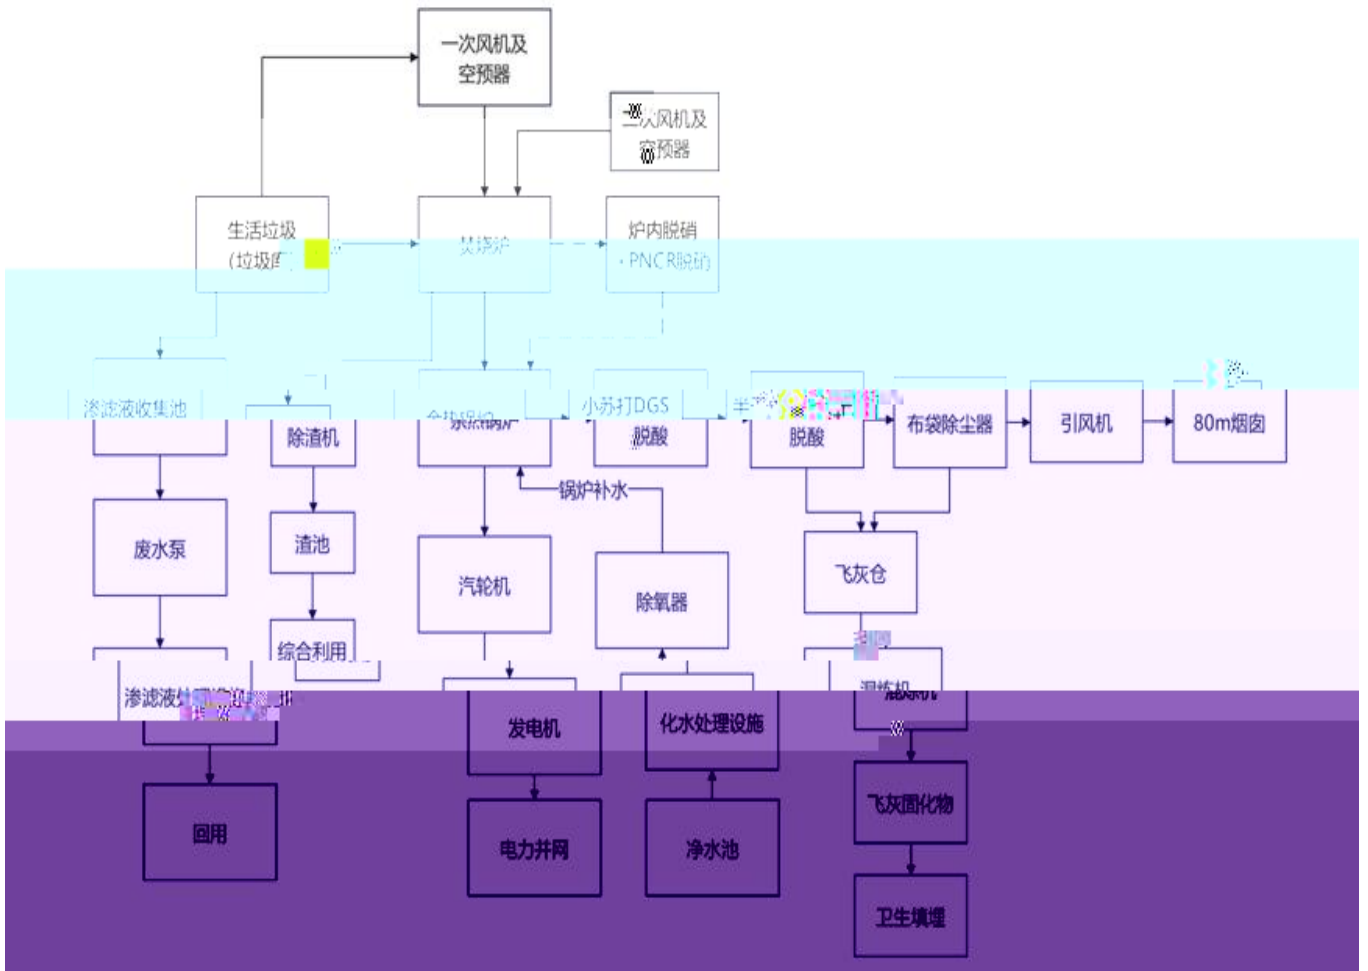 一次风机及
空预器
二次风机及
空预器
生活垃圾
(垃圾库
焚烧炉
炉内脱硝
PNCR脱硝
渗滤液收集池
除渣机
余热锅炉
小苏打DGS
脱酸
半
脱酸
布袋除尘器
引风机
80m烟囱
锅炉补水
废水泵
渣池
汽轮机
除氧器
飞灰仓
综合利用
渗滤液处
发电机
化水处理设施
混炼机
飞灰固化物
回用
电力并网
净水池
卫生填埋